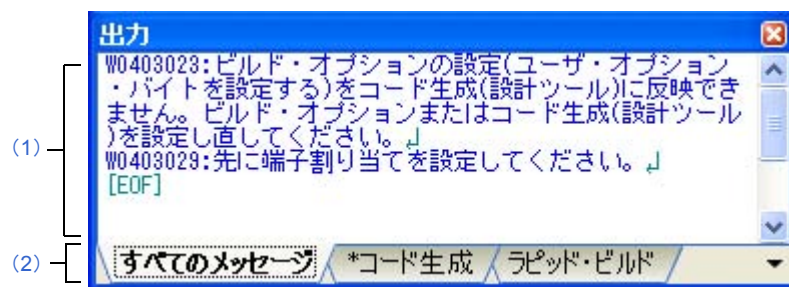 出力
W0403023:ビルド・オプションの設定(ユーザ・オプション
・バイトを設定する)をコード生成(設計ツール)に反映でき
ません。ビルド・オプションまたはコード生成(設計ツール
)を設定し直してください。↲
W0403029:先に端子割り当てを設定してください。↲
[EOF]
(1)
(2)
すべてのメッセージ *コード生成 ラピッド・ビルド